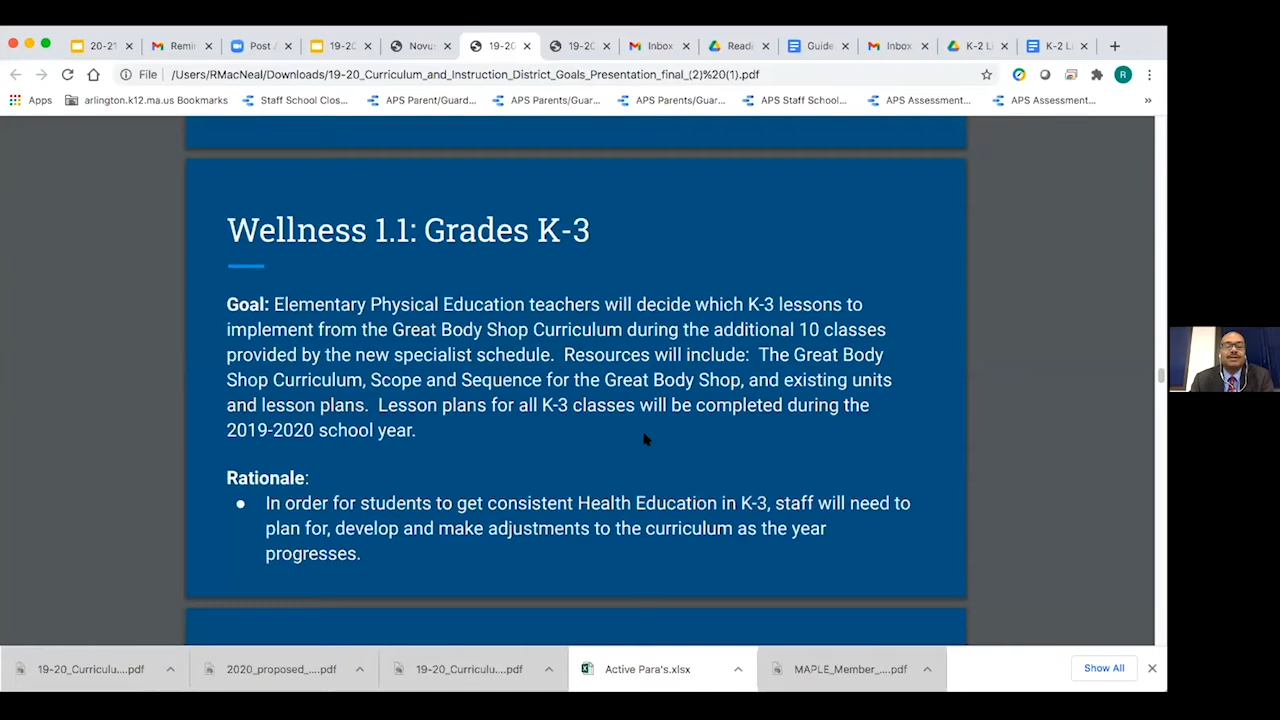 20-21
Remin
Post /
19-20
Novus
19-20
19-20
Inbox
Readi
Guide
Inbox
K-2 Li
K-2 Li
File /Users/RMacNeal/Downloads/19-20_Curriculum_and_Instruction_District_Goals_Presentation_final_(2)%20(1).pdf
R
Apps
arlington.k12.ma.us Bookmarks
Staff School Clos...
APS Parent/Guard...
APS Parents/Guar...
APS Parents/Guar...
APS Staff School...
APS Assessment...
APS Assessment...
»
Wellness 1.1: Grades K-3
Goal: Elementary Physical Education teachers will decide which K-3 lessons to
implement from the Great Body Shop Curriculum during the additional 10 classes
provided by the new specialist schedule. Resources will include: The Great Body
Shop Curriculum, Scope and Sequence for the Great Body Shop, and existing units
and lesson plans. Lesson plans for all K-3 classes will be completed during the
2019-2020 school year.
Rationale:
● In order for students to get consistent Health Education in K-3, staff will need to
plan for, develop and make adjustments to the curriculum as the year
progresses.
19-20_Curriculu....pdf
2020_proposed_....pdf
19-20_Curriculu....pdf
Active Para's.xlsx
MAPLE_Member_....pdf
Show All